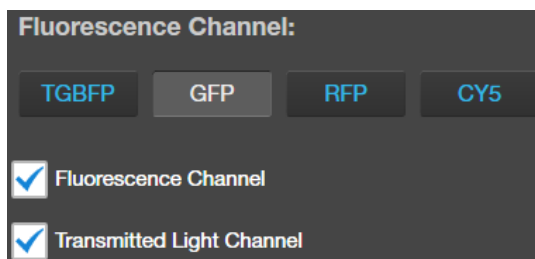 Fluorescence Channel:
TGBFP GFP RFP CY5
Fluorescence Channel
Transmitted Light Channel